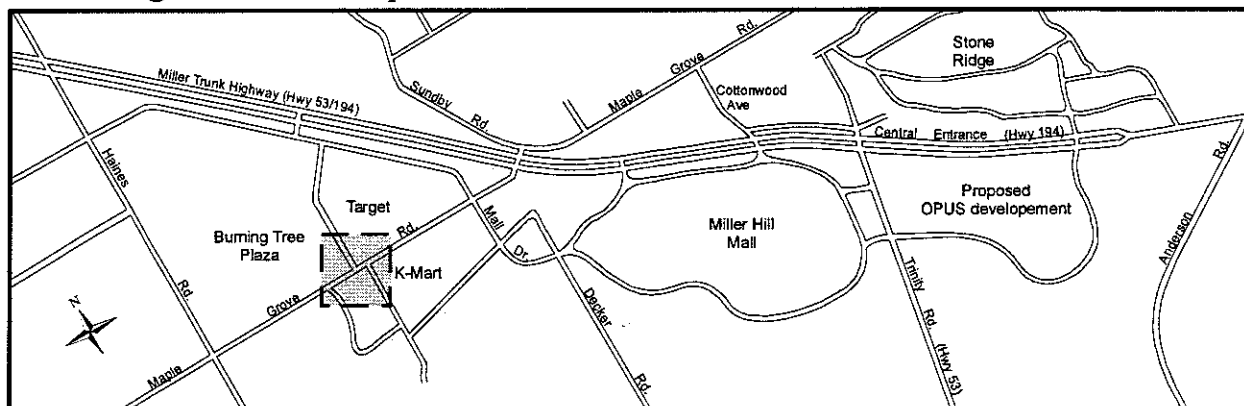 Miller Trunk Highway (Hwy 53/194)
Sundby
Rd.
Maple
Grove
Rd.
Cottonwood
Ave
Stone
Ridge
Central Entrance (Hwy 194)
Haines
Rd.
Target
Burning Tree
Plaza
K-Mart
Maple
Grove
Rd.
Mall
Dr.
Decker
Rd.
Miller Hill
Mall
Trinity
Rd
(Hwy 53)
Proposed
OPUS developement
Anderson
Rd.
N